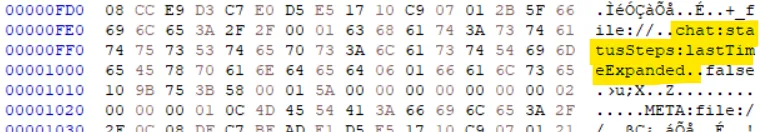 00000FD0 08 CC E9 D3 C7 E0 D5 E5 17 10 C9 07 01 2B 5F 66 .ÌéÓÇàÕå..É..+_f
00000FE0 69 6C 65 3A 2F 2F 00 01 63 68 61 74 3A 73 74 61 ile://..chat:sta
00000FF0 74 75 73 53 74 65 70 73 3A 6C 61 73 74 54 69 6D tusSteps:lastTim
00001000 65 45 78 70 61 6E 64 65 64 06 01 66 61 6C 73 65 eExpanded..false
00001010 10 9B 75 3B 58 00 01 5A 00 00 00 00 00 00 00 02 .›u;X..Z........
00001020 00 00 00 01 0C 4D 45 54 41 3A 66 69 6C 65 3A 2F .....META:file:/
00001030 2F 0C 08 DF C7 BF AD E1 D5 E5 17 10 C9 07 01 21